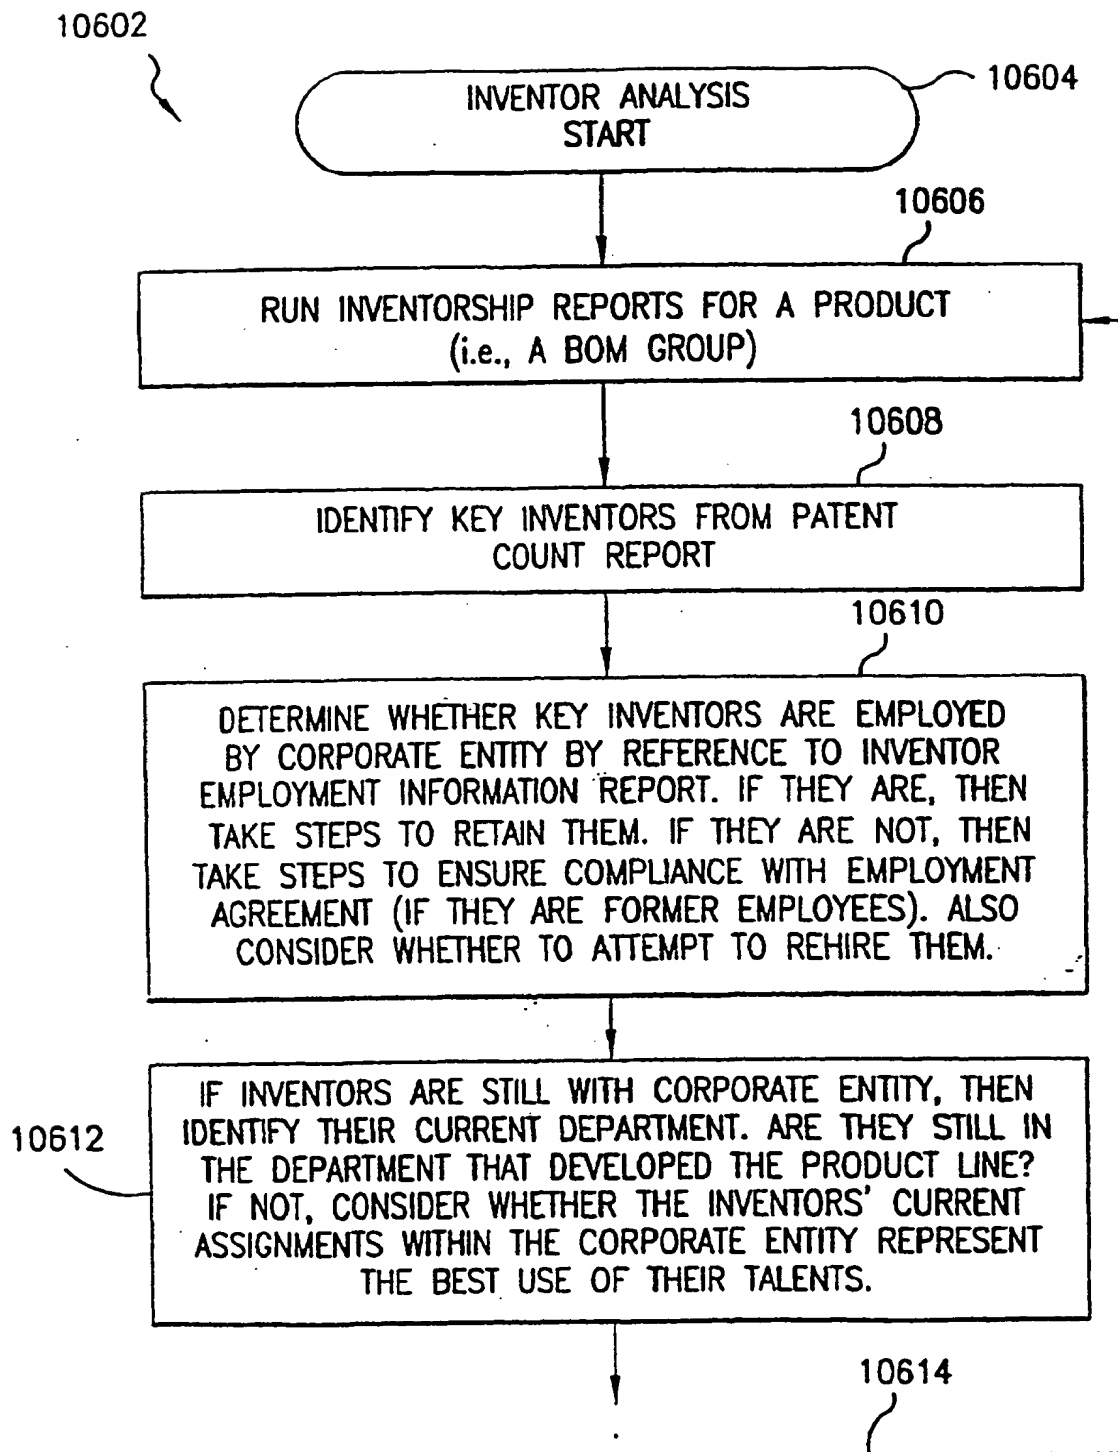 10602
INVENTOR ANALYSIS
START
10604
10606
RUN INVENTORSHIP REPORTS FOR A PRODUCT
(i.e., A BOM GROUP)
10608
IDENTIFY KEY INVENTORS FROM PATENT
COUNT REPORT
10610
DETERMINE WHETHER KEY INVENTORS ARE EMPLOYED
BY CORPORATE ENTITY BY REFERENCE TO INVENTOR
EMPLOYMENT INFORMATION REPORT. IF THEY ARE, THEN
TAKE STEPS TO RETAIN THEM. IF THEY ARE NOT, THEN
TAKE STEPS TO ENSURE COMPLIANCE WITH EMPLOYMENT
AGREEMENT (IF THEY ARE FORMER EMPLOYEES). ALSO
CONSIDER WHETHER TO ATTEMPT TO REHIRE THEM.
10612
IF INVENTORS ARE STILL WITH CORPORATE ENTITY, THEN
IDENTIFY THEIR CURRENT DEPARTMENT. ARE THEY STILL IN
THE DEPARTMENT THAT DEVELOPED THE PRODUCT LINE?
IF NOT, CONSIDER WHETHER THE INVENTORS' CURRENT
ASSIGNMENTS WITHIN THE CORPORATE ENTITY REPRESENT
THE BEST USE OF THEIR TALENTS.
10614